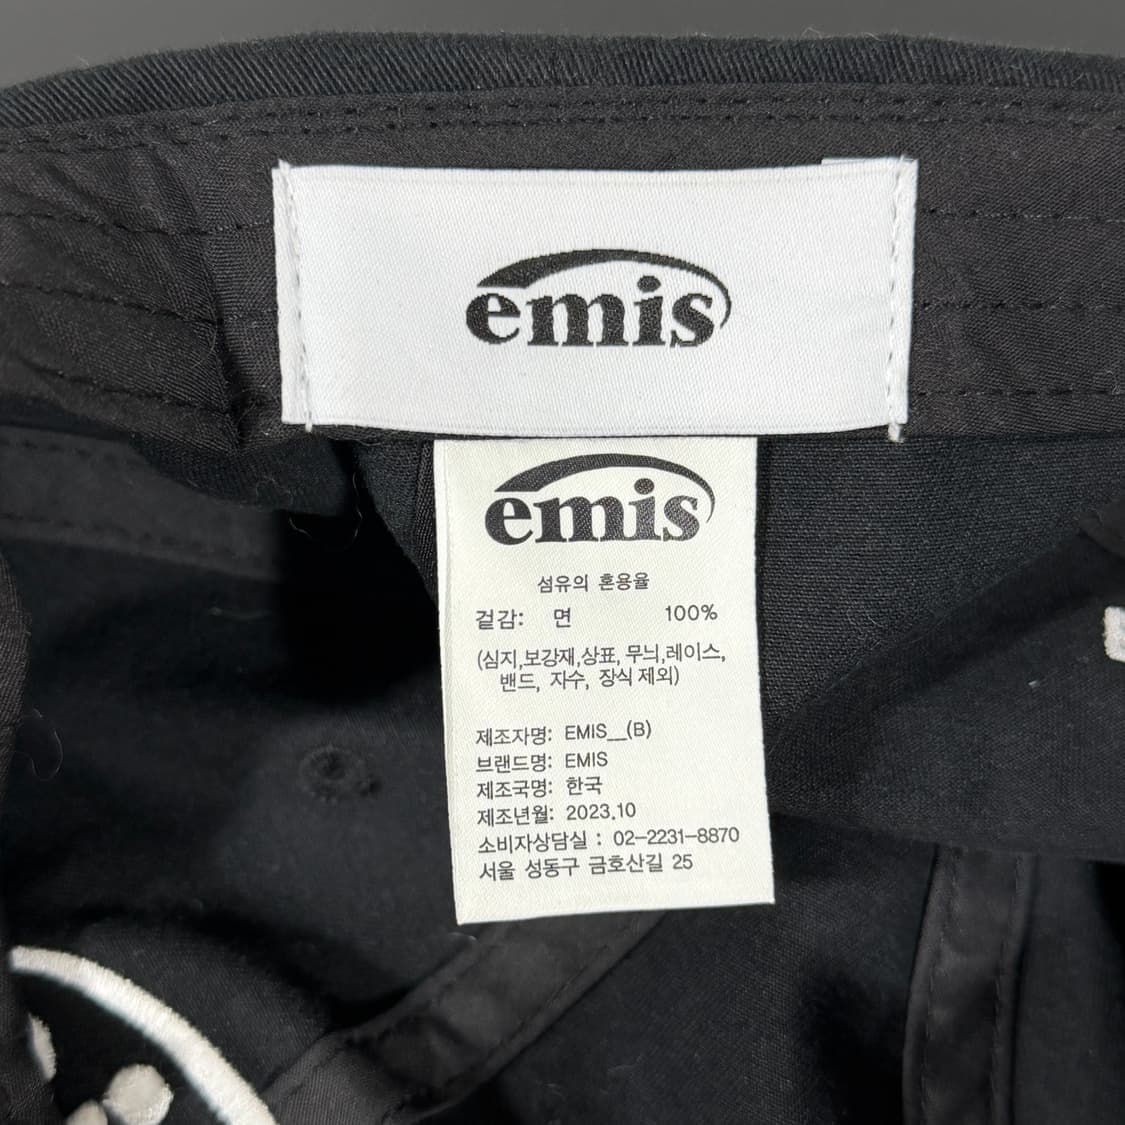 emis
emis
섬유의 혼용율
겉감: 면 100%
(심지,보강재,상표, 무늬,레이스,
밴드, 자수, 장식 제외)
제조자명: EMIS__(B)
브랜드명: EMIS
제조국명: 한국
제조년월: 2023.10
소비자상담실 : 02-2231-8870
서울 성동구 금호산길 25